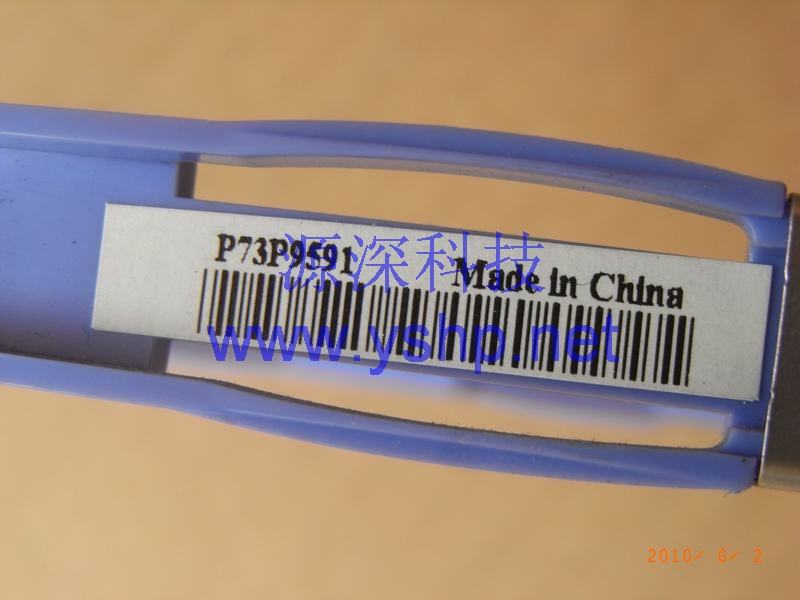 P73P9591 Made in China
源深科技
www.yshp.net
2010/ 6/ 2